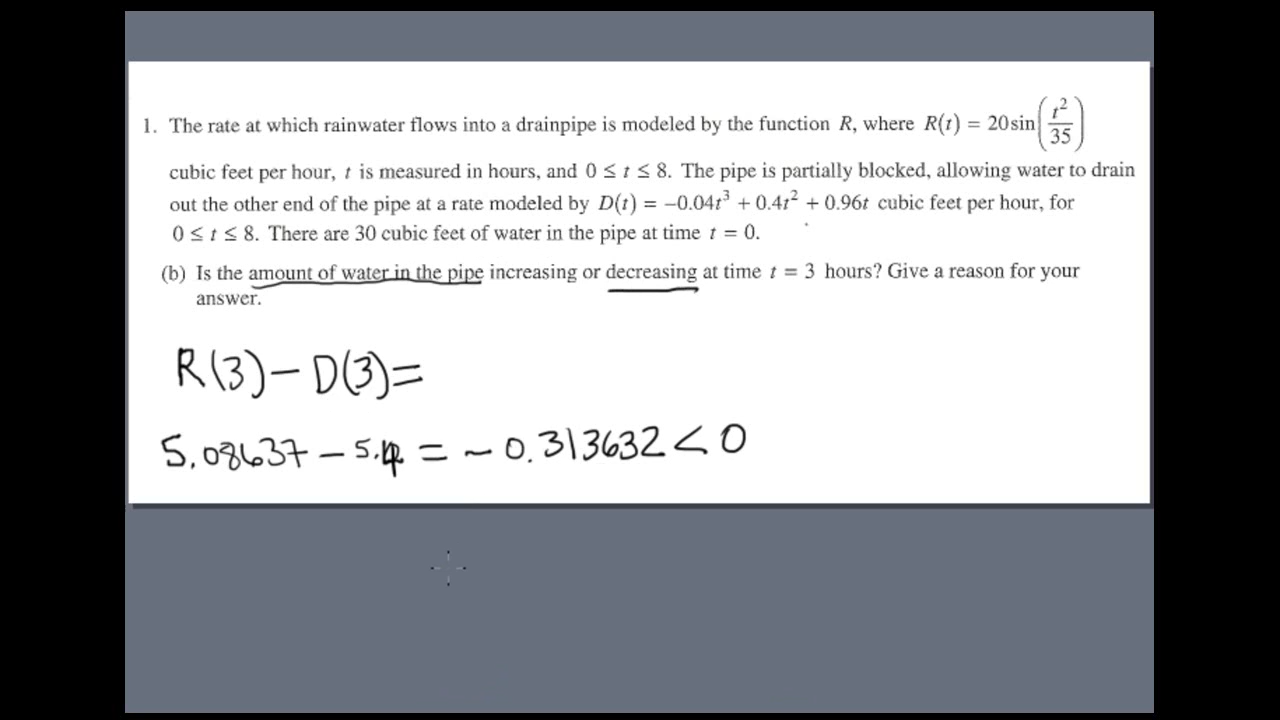 1. The rate at which rainwater flows into a drainpipe is modeled by the function R, where R(t) = 20sin(t²/35)
cubic feet per hour, t is measured in hours, and 0 ≤ t ≤ 8. The pipe is partially blocked, allowing water to drain
out the other end of the pipe at a rate modeled by D(t) = −0.04t³ + 0.4t² + 0.96t cubic feet per hour, for
0 ≤ t ≤ 8. There are 30 cubic feet of water in the pipe at time t = 0.
(b) Is the amount of water in the pipe increasing or decreasing at time t = 3 hours? Give a reason for your
answer.
R(3) − D(3) =
5.08637 − 5.4 = −0.313632 < 0